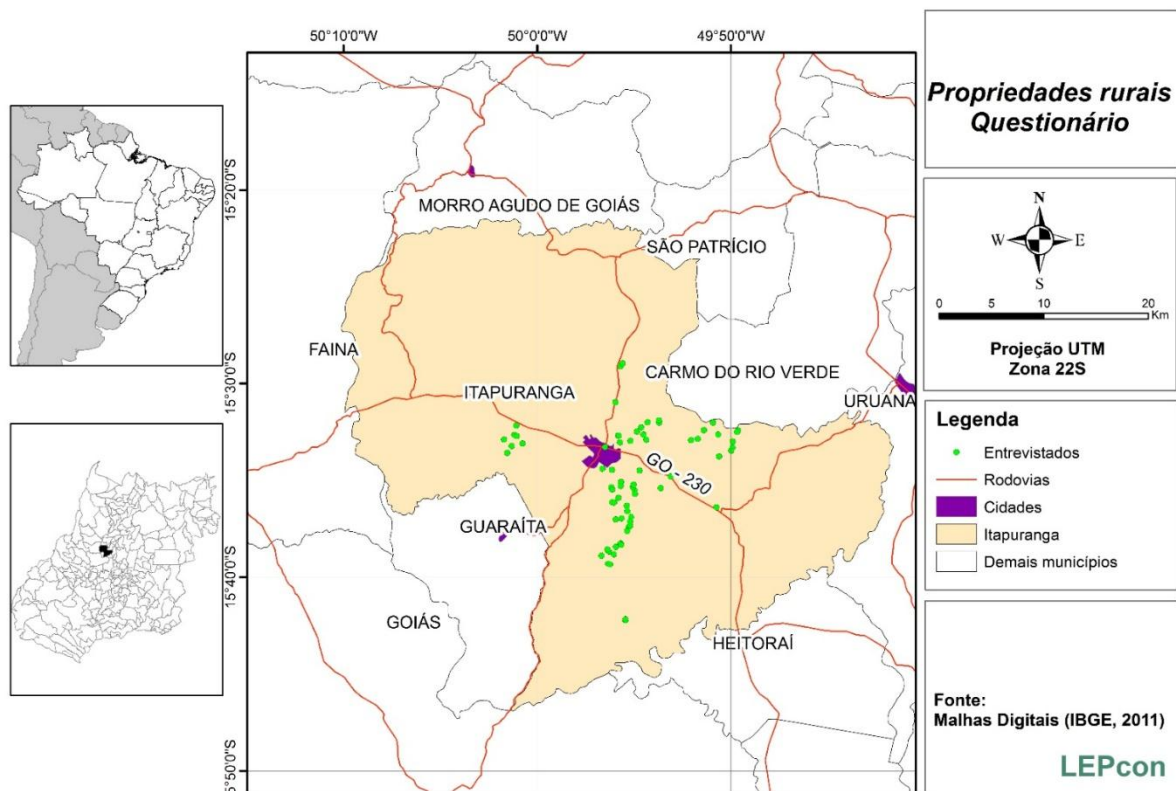 50°10'0"W
50°0'0"W
49°50'0"W
15°20'0"S
15°30'0"S
15°40'0"S
15°50'0"S
MORRO AGUDO DE GOIÁS
SÃO PATRÍCIO
FAINA
CARMO DO RIO VERDE
ITAPURANGA
URUANA
GO - 230
GUARAÍTA
GOIÁS
HEITORAÍ
Propriedades rurais
Questionário
N
W E
S
0 5 10 20
Km
Projeção UTM
Zona 22S
Legenda
Entrevistados
Rodovias
Cidades
Itapuranga
Demais municípios
Fonte:
Malhas Digitais (IBGE, 2011)
LEPcon